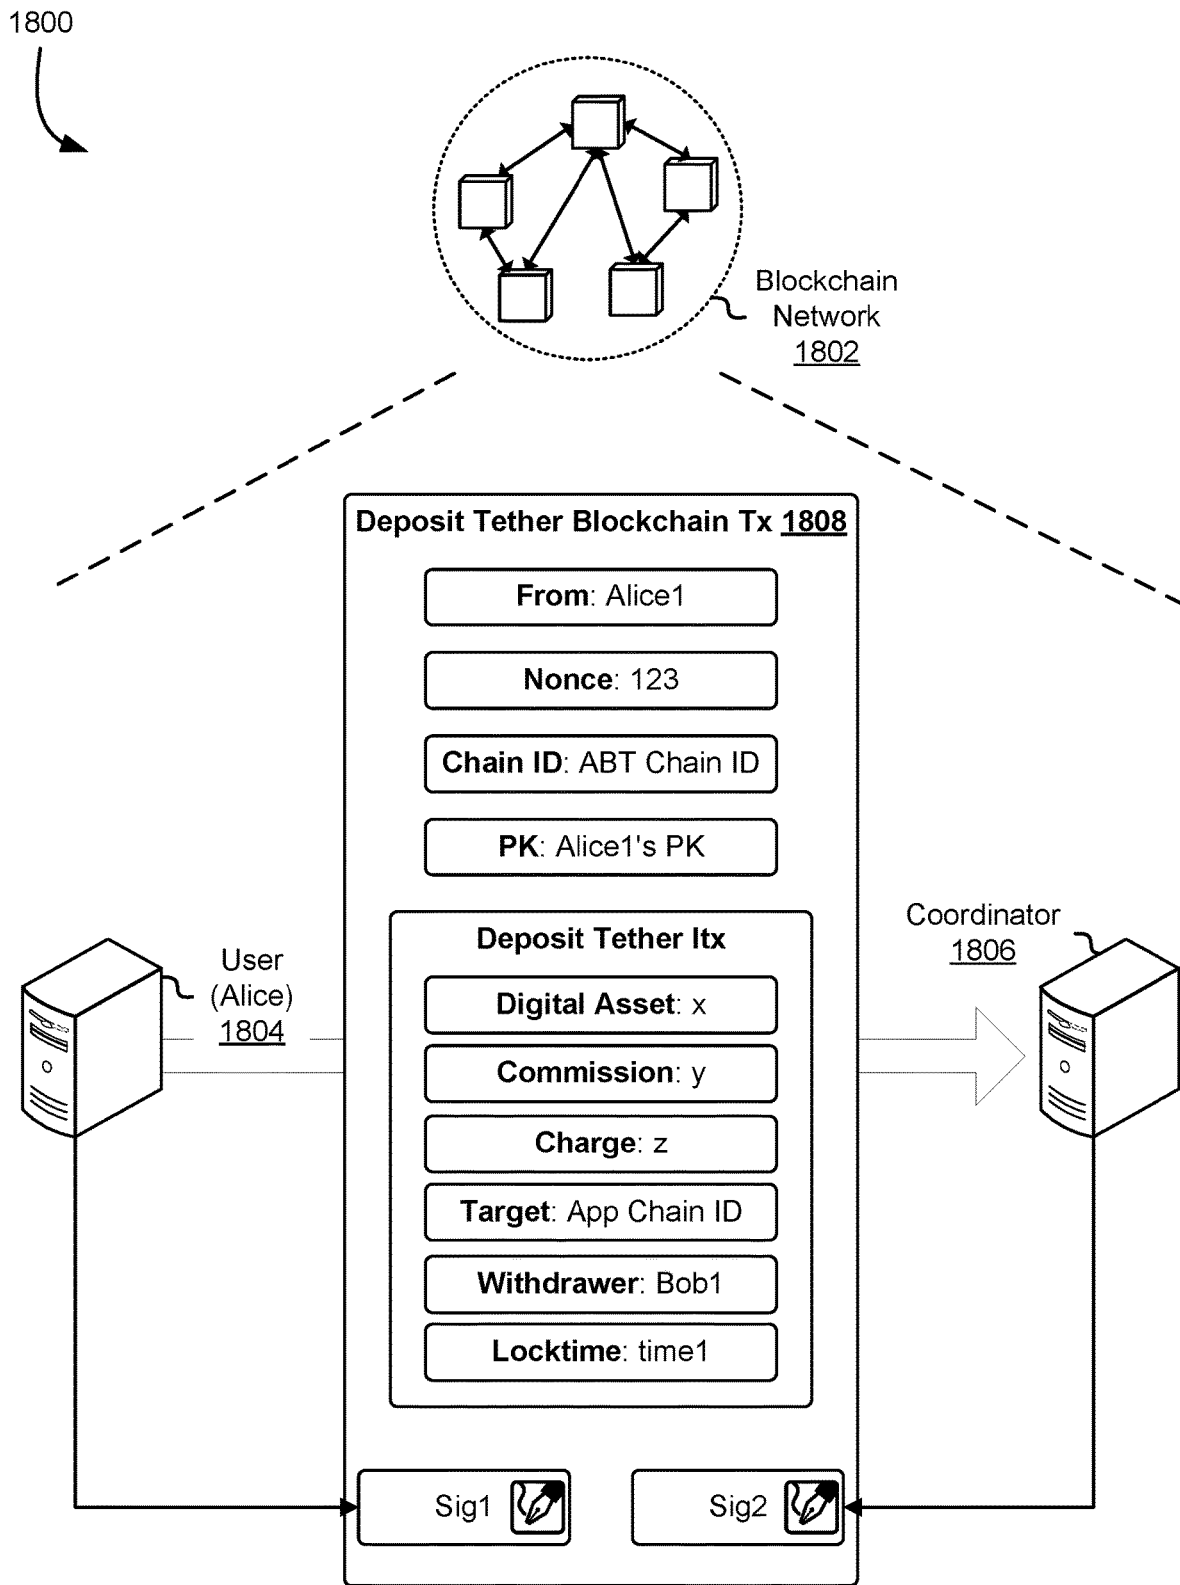 1800
Blockchain
Network
1802
Deposit Tether Blockchain Tx 1808
From: Alice1
Nonce: 123
Chain ID: ABT Chain ID
PK: Alice1's PK
User
(Alice)
1804
Coordinator
1806
Deposit Tether Itx
Digital Asset: x
Commission: y
Charge: z
Target: App Chain ID
Withdrawer: Bob1
Locktime: time1
Sig1
Sig2